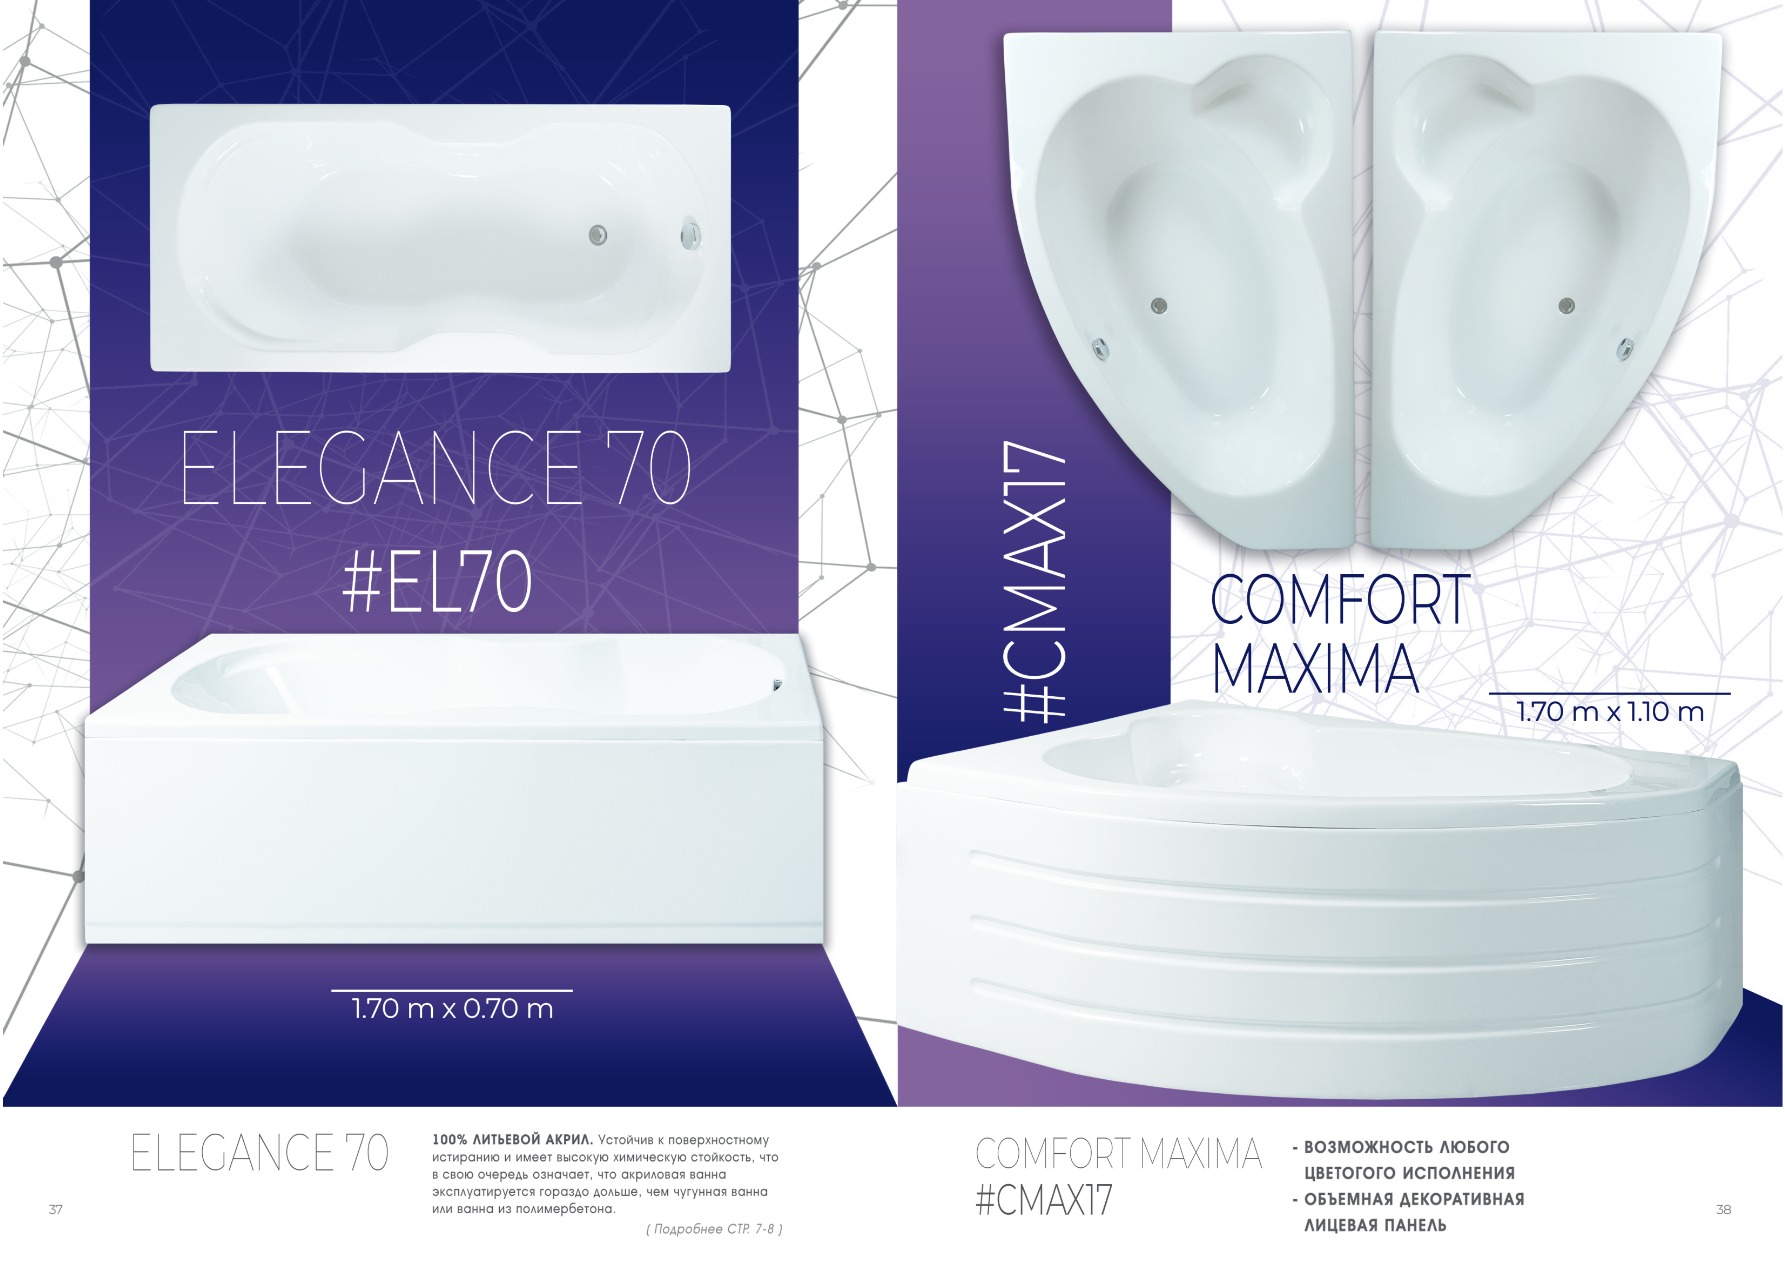 ELEGANCE 70
#EL70
1.70 m x 0.70 m
ELEGANCE 70
100% ЛИТЬЕВОЙ АКРИЛ. Устойчив к поверхностному
истиранию и имеет высокую химическую стойкость, что
в свою очередь означает, что акриловая ванна
эксплуатируется гораздо дольше, чем чугунная ванна
или ванна из полимербетона.
( Подробнее СТР. 7-8 )
37
#CMAX17
COMFORT
MAXIMA
1.70 m x 1.10 m
COMFORT MAXIMA
#CMAX17
- ВОЗМОЖНОСТЬ ЛЮБОГО
ЦВЕТОГОГО ИСПОЛНЕНИЯ
- ОБЪЕМНАЯ ДЕКОРАТИВНАЯ
ЛИЦЕВАЯ ПАНЕЛЬ
38